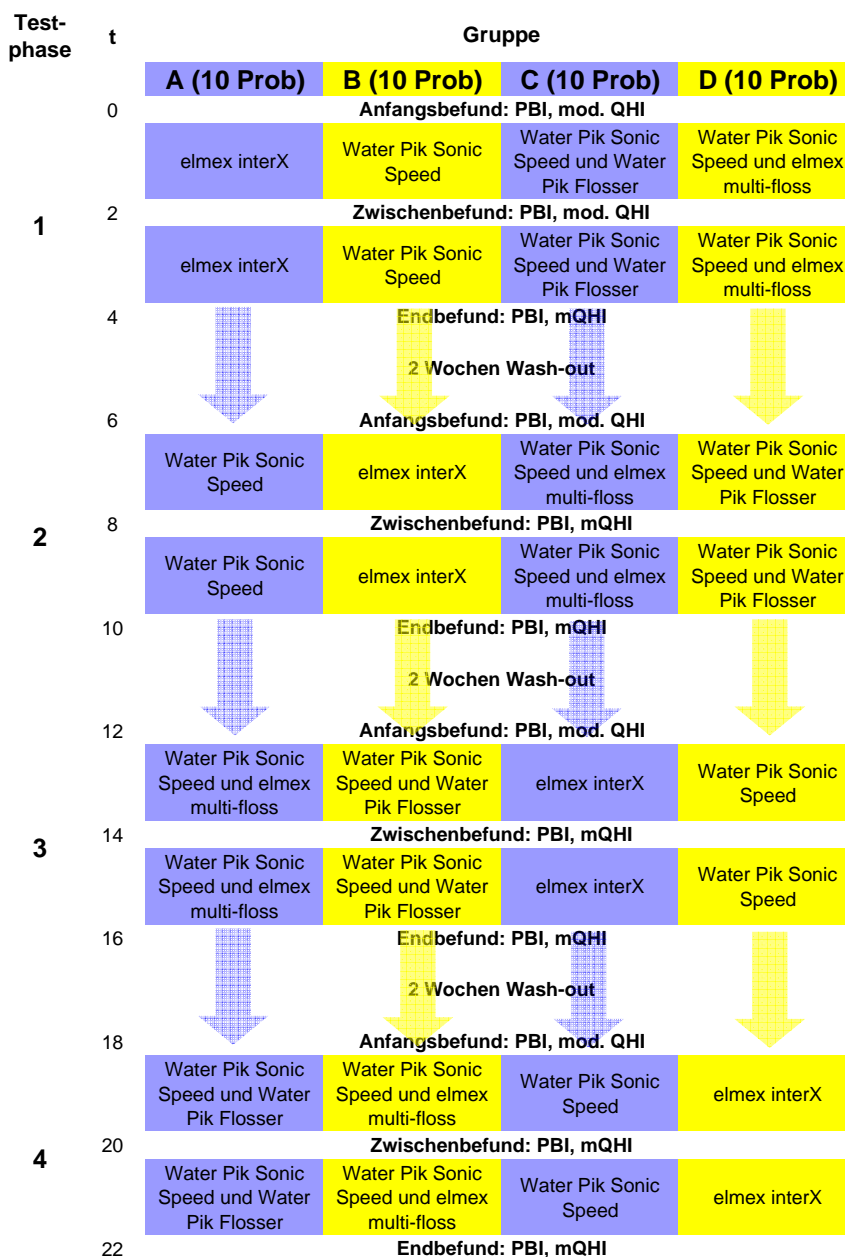 Test-
phase
t
Gruppe
A (10 Prob) B (10 Prob) C (10 Prob) D (10 Prob)
0 Anfangsbefund: PBI, mod. QHI
1
elmex interX
Water Pik Sonic
Speed
Water Pik Sonic
Speed und Water
Pik Flosser
Water Pik Sonic
Speed und elmex
multi-floss
2 Zwischenbefund: PBI, mod. QHI
elmex interX
Water Pik Sonic
Speed
Water Pik Sonic
Speed und Water
Pik Flosser
Water Pik Sonic
Speed und elmex
multi-floss
4 Endbefund: PBI, mQHI
2 Wochen Wash-out
6 Anfangsbefund: PBI, mod. QHI
2
Water Pik Sonic
Speed
elmex interX
Water Pik Sonic
Speed und elmex
multi-floss
Water Pik Sonic
Speed und Water
Pik Flosser
8 Zwischenbefund: PBI, mQHI
Water Pik Sonic
Speed
elmex interX
Water Pik Sonic
Speed und elmex
multi-floss
Water Pik Sonic
Speed und Water
Pik Flosser
10 Endbefund: PBI, mQHI
2 Wochen Wash-out
12 Anfangsbefund: PBI, mod. QHI
3
Water Pik Sonic
Speed und elmex
multi-floss
Water Pik Sonic
Speed und Water
Pik Flosser
elmex interX
Water Pik Sonic
Speed
14 Zwischenbefund: PBI, mQHI
Water Pik Sonic
Speed und elmex
multi-floss
Water Pik Sonic
Speed und Water
Pik Flosser
elmex interX
Water Pik Sonic
Speed
16 Endbefund: PBI, mQHI
2 Wochen Wash-out
18 Anfangsbefund: PBI, mod. QHI
4
Water Pik Sonic
Speed und Water
Pik Flosser
Water Pik Sonic
Speed und elmex
multi-floss
Water Pik Sonic
Speed
elmex interX
20 Zwischenbefund: PBI, mQHI
Water Pik Sonic
Speed und Water
Pik Flosser
Water Pik Sonic
Speed und elmex
multi-floss
Water Pik Sonic
Speed
elmex interX
22 Endbefund: PBI, mQHI